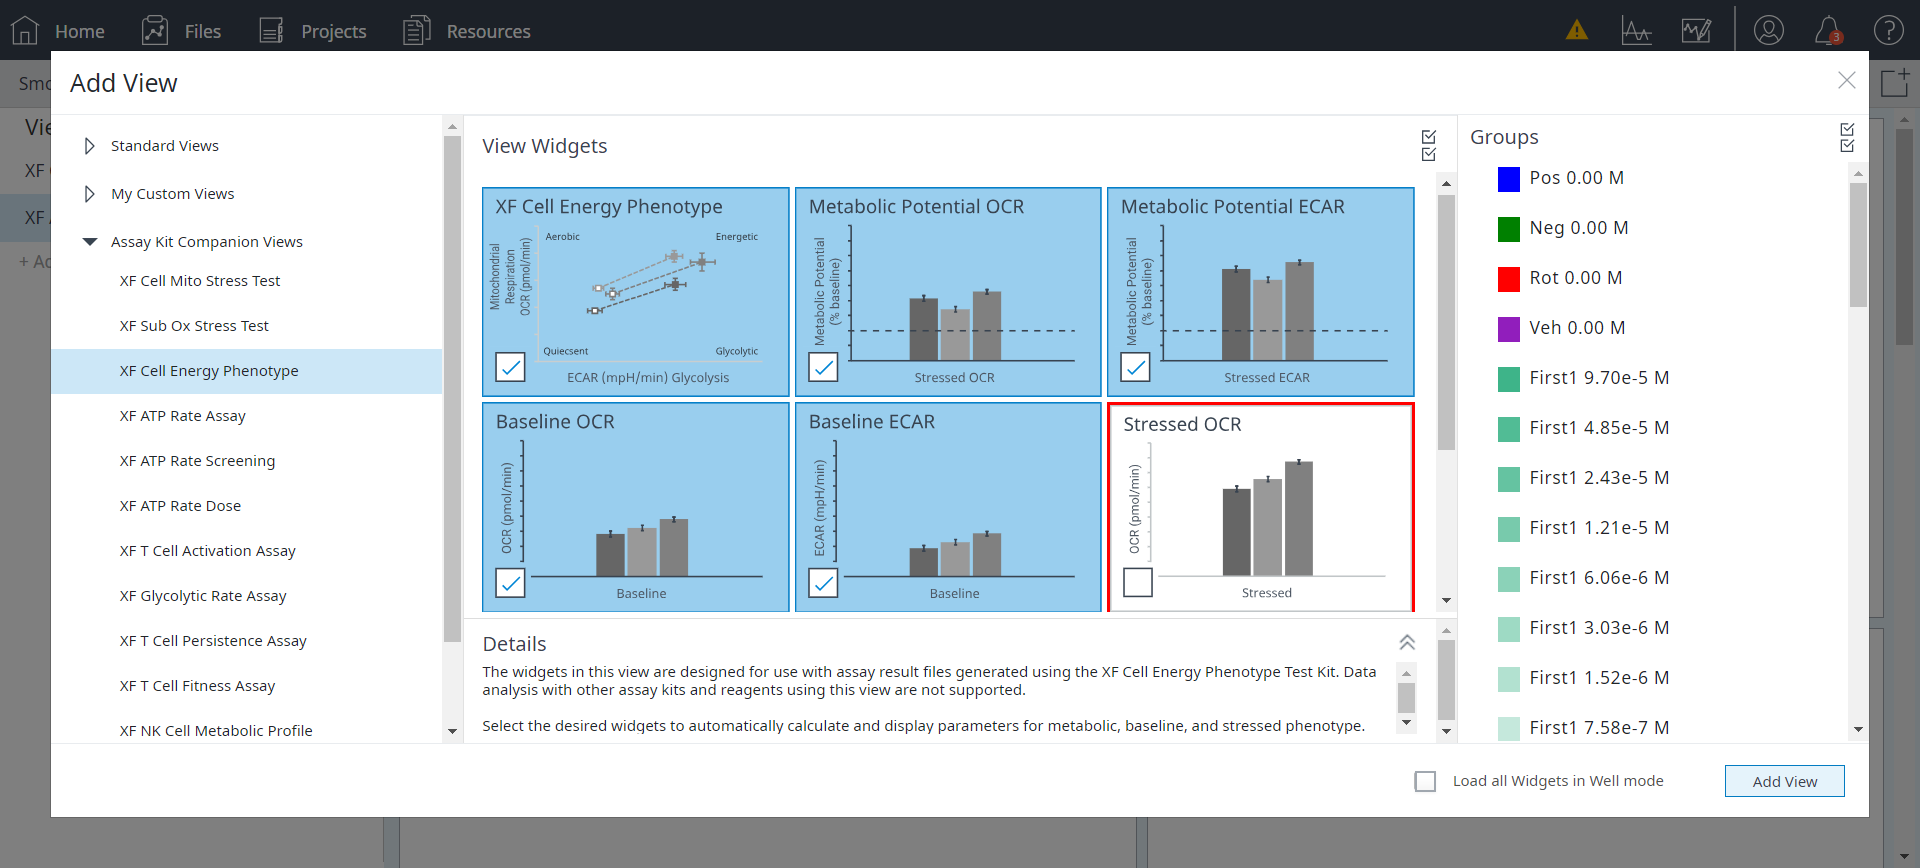 Home
Files
Projects
Resources
3
Add View
Standard Views
My Custom Views
Assay Kit Companion Views
XF Cell Mito Stress Test
XF Sub Ox Stress Test
XF Cell Energy Phenotype
XF ATP Rate Assay
XF ATP Rate Screening
XF ATP Rate Dose
XF T Cell Activation Assay
XF Glycolytic Rate Assay
XF T Cell Persistence Assay
XF T Cell Fitness Assay
XF NK Cell Metabolic Profile
View Widgets
XF Cell Energy Phenotype
Mitochondrial
Respiration
OCR (pmol/min)
Aerobic
Energetic
Quiecsent
Glycolytic
ECAR (mpH/min) Glycolysis
Metabolic Potential OCR
Metabolic Potential
(% baseline)
Stressed OCR
Metabolic Potential ECAR
Metabolic Potential
(% baseline)
Stressed ECAR
Baseline OCR
OCR (pmol/min)
Baseline
Baseline ECAR
ECAR (mpH/min)
Baseline
Stressed OCR
OCR (pmol/min)
Stressed
Details
The widgets in this view are designed for use with assay result files generated using the XF Cell Energy Phenotype Test Kit. Data
analysis with other assay kits and reagents using this view are not supported.
Select the desired widgets to automatically calculate and display parameters for metabolic, baseline, and stressed phenotype.
Groups
Pos 0.00 M
Neg 0.00 M
Rot 0.00 M
Veh 0.00 M
First1 9.70e-5 M
First1 4.85e-5 M
First1 2.43e-5 M
First1 1.21e-5 M
First1 6.06e-6 M
First1 3.03e-6 M
First1 1.52e-6 M
First1 7.58e-7 M
Load all Widgets in Well mode
Add View